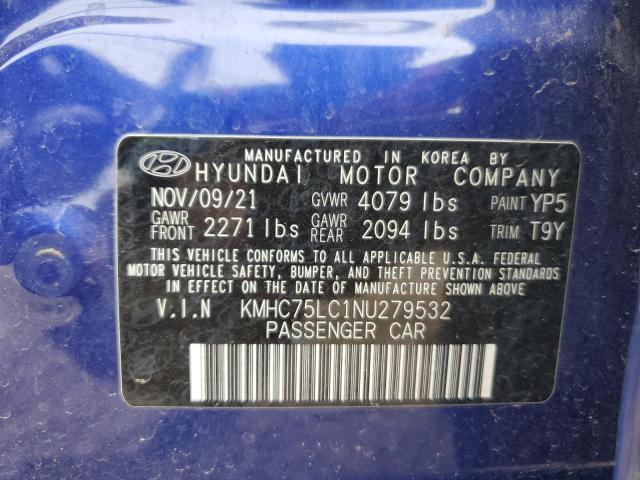 MANUFACTURED IN KOREA BY
HYUNDAI MOTOR COMPANY
NOV/09/21 GVWR 4079 lbs PAINT YP5
GAWR FRONT 2271 lbs GAWR REAR 2094 lbs TRIM T9Y
THIS VEHICLE CONFORMS TO ALL APPLICABLE U.S.A. FEDERAL
MOTOR VEHICLE SAFETY, BUMPER, AND THEFT PREVENTION STANDARDS
IN EFFECT ON THE DATE OF MANUFACTURE SHOWN ABOVE.
V.I.N KMHC75LC1NU279532
PASSENGER CAR